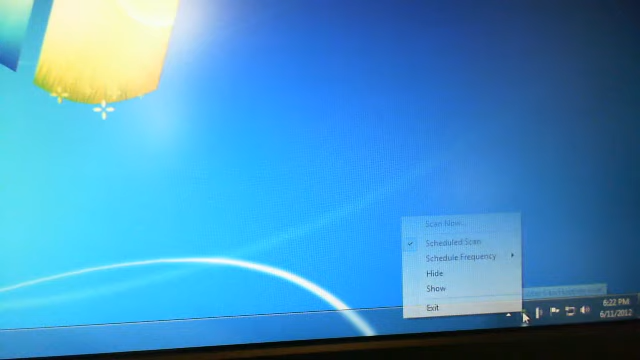 Scan Now...
Scheduled Scan
Schedule Frequency
Hide
Show
Exit
6:22 PM
6/11/2012